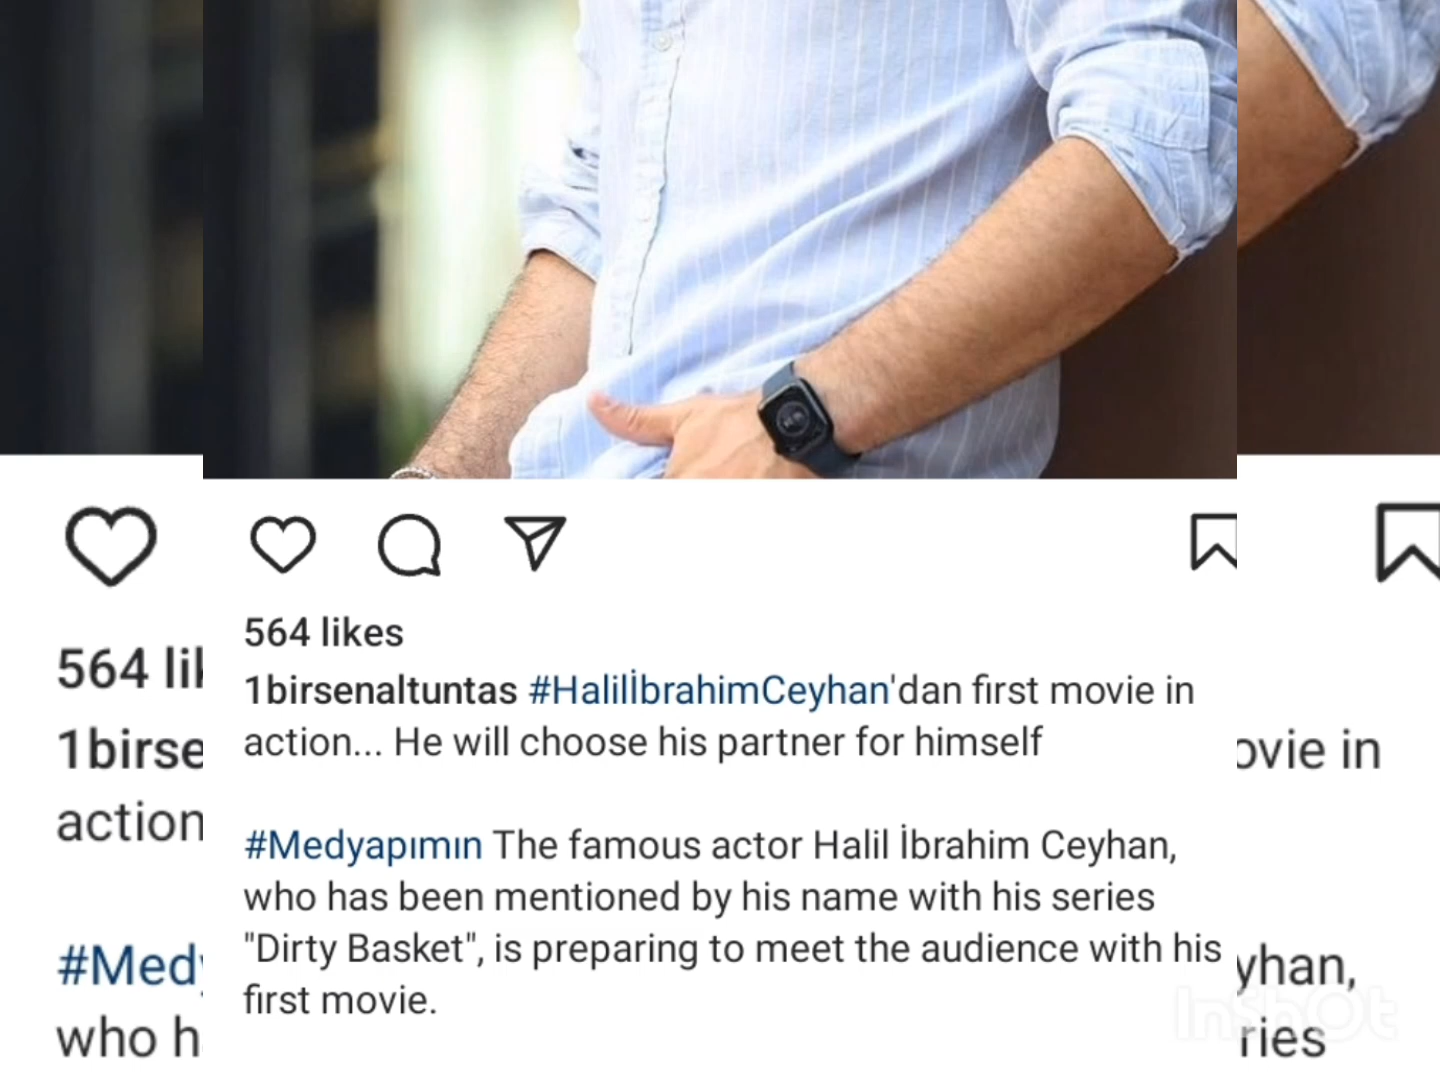 564 likes
1birsenaltuntas #HalilİbrahimCeyhan'dan first movie in
action... He will choose his partner for himself
#Medyapımın The famous actor Halil İbrahim Ceyhan,
who has been mentioned by his name with his series
"Dirty Basket", is preparing to meet the audience with his
first movie.
564 lik
1birse
action
#Medy
who h
ovie in
yhan,
ries
InShOt